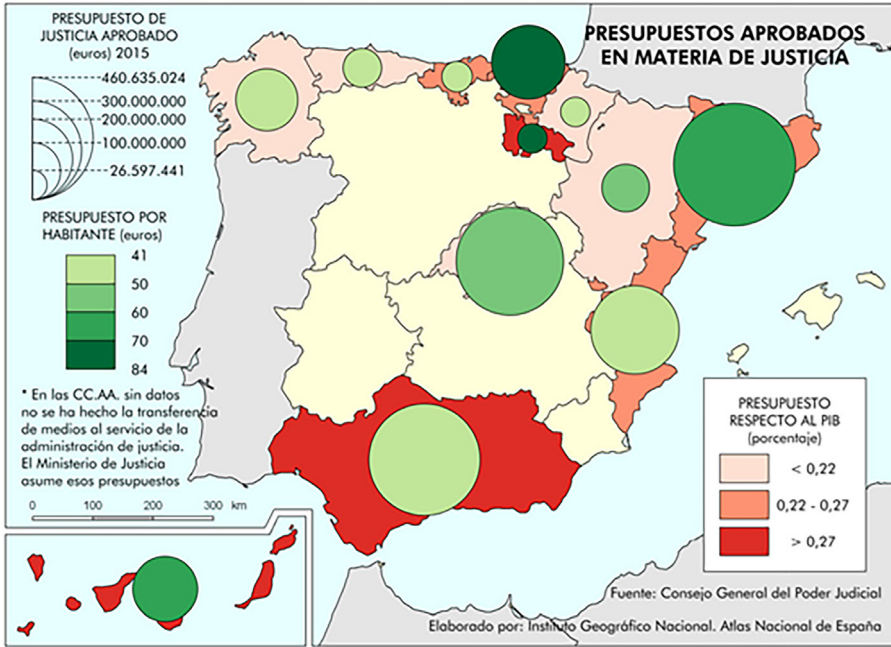 PRESUPUESTO DE
JUSTICIA APROBADO
(euros) 2015
460.635.024
300.000.000
200.000.000
100.000.000
26.597.441
PRESUPUESTO POR
HABITANTE (euros)
41
50
60
70
84
* En las CC.AA. sin datos
no se ha hecho la transferencia
de medios al servicio de la
administración de justicia.
El Ministerio de Justicia
asume esos presupuestos
0 100 200 300 km
PRESUPUESTOS APROBADOS
EN MATERIA DE JUSTICIA
PRESUPUESTO
RESPECTO AL PIB
(porcentaje)
< 0,22
0,22 - 0,27
> 0,27
Fuente: Consejo General del Poder Judicial
Elaborado por: Instituto Geográfico Nacional. Atlas Nacional de España